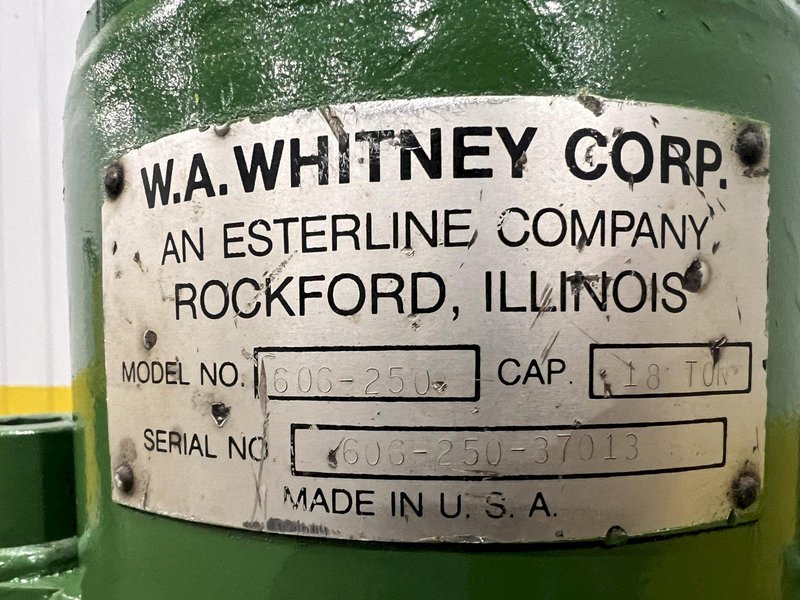 W.A. WHITNEY CORP.
AN ESTERLINE COMPANY
ROCKFORD, ILLINOIS
MODEL NO. 606-250 CAP. 18 TON
SERIAL NO 606-250-37013
MADE IN U. S. A.